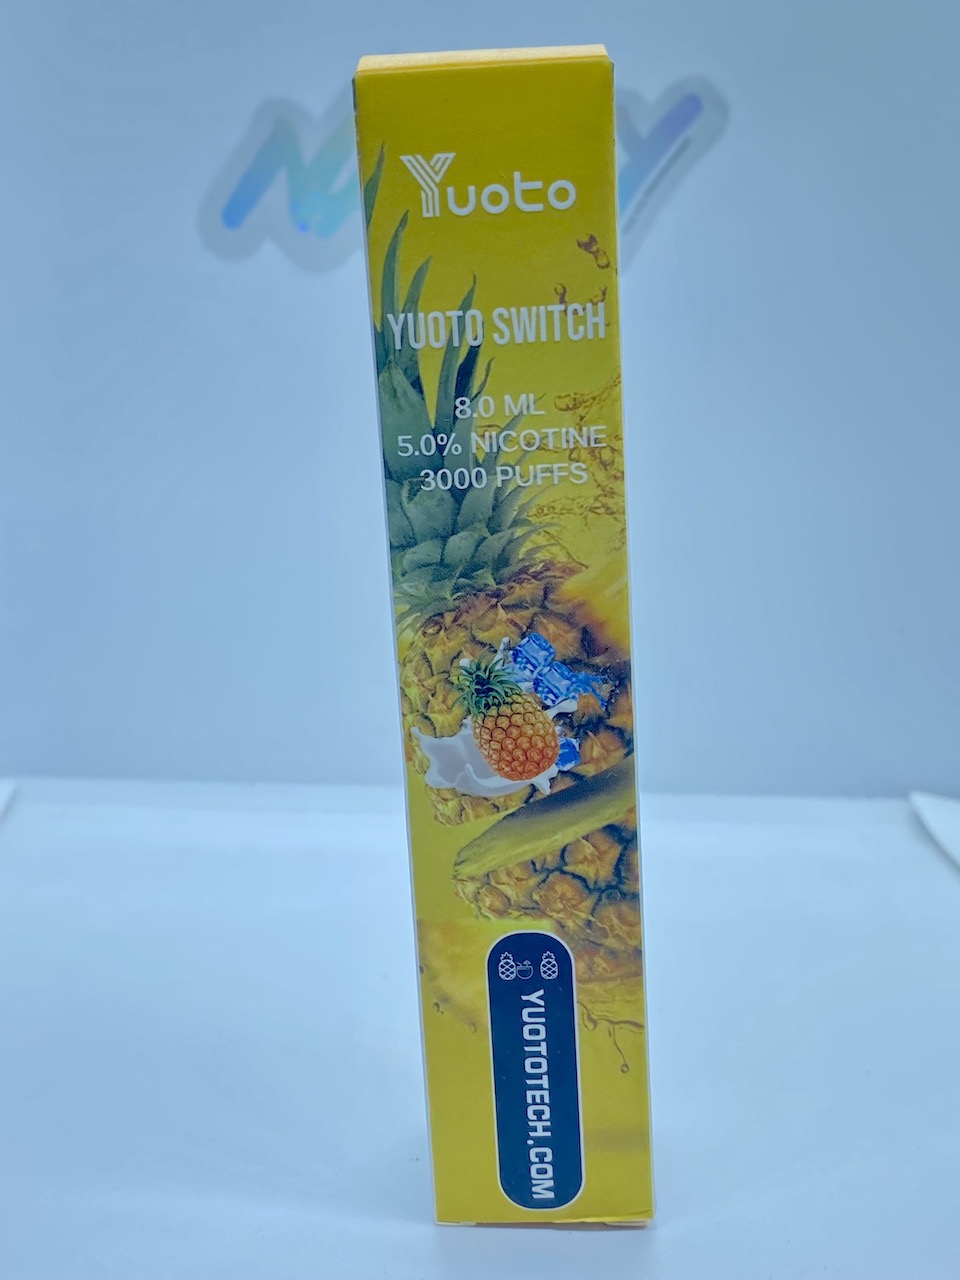 Yuoto
YUOTO SWITCH
8.0 ML
5.0% NICOTINE
3000 PUFFS
YUOTOTECH.COM